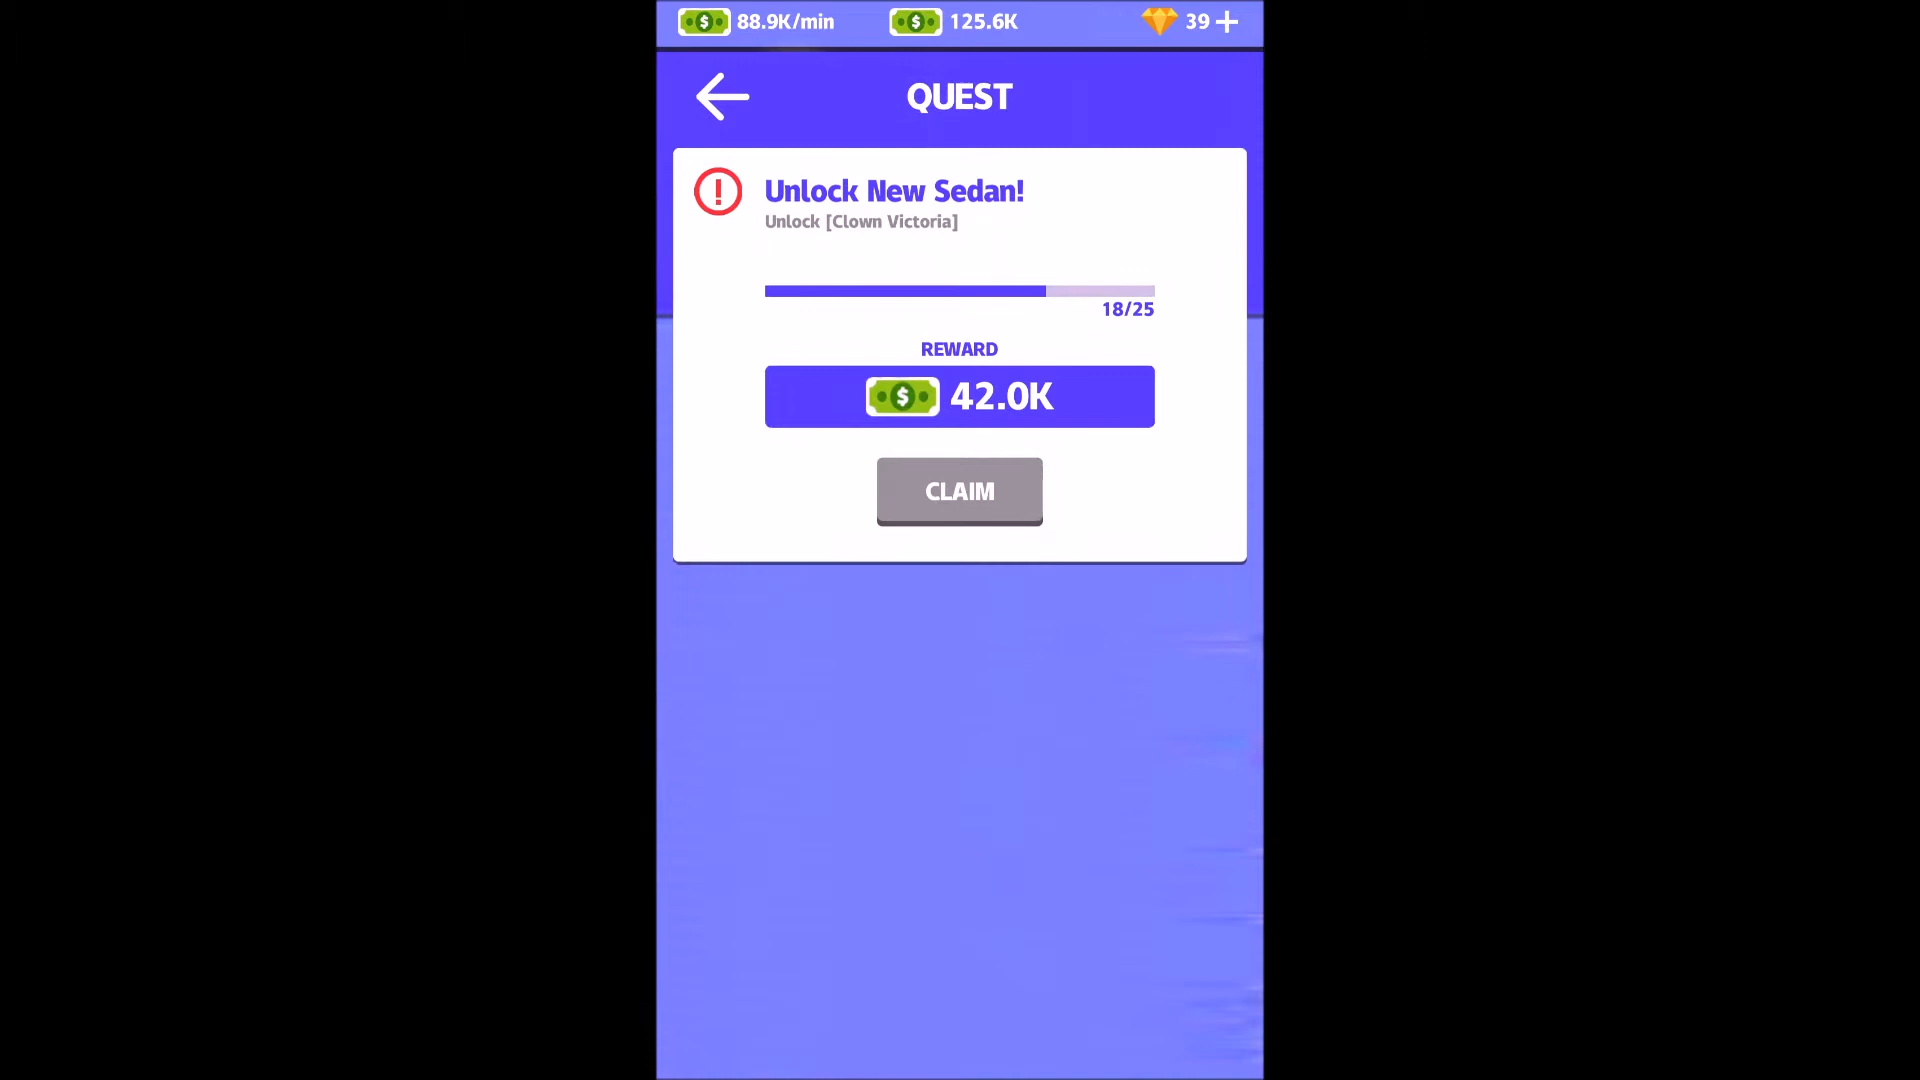 88.9K/min
125.6K
39
QUEST
Unlock New Sedan!
Unlock [Clown Victoria]
18/25
REWARD
42.0K
CLAIM